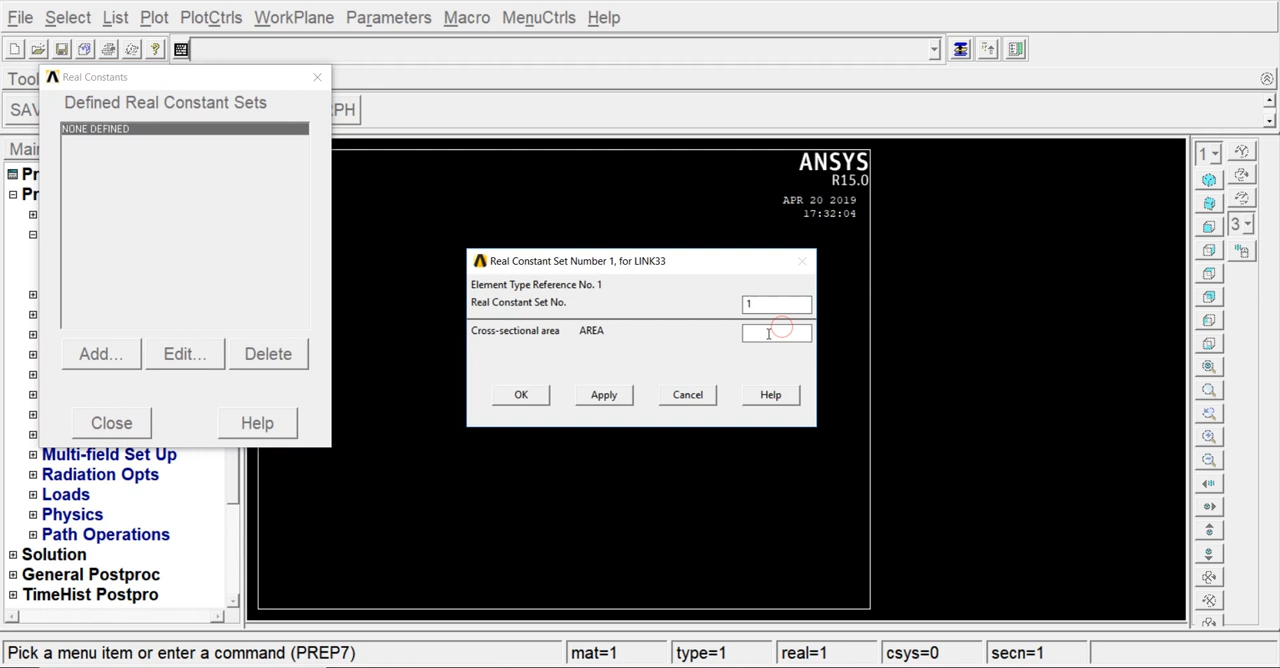 File Select List Plot PlotCtrls WorkPlane Parameters Macro MenuCtrls Help
Real Constants
Defined Real Constant Sets
NONE DEFINED
Add... Edit... Delete
Close Help
ANSYS
R15.0
APR 20 2019
17:32:04
Real Constant Set Number 1, for LINK33
Element Type Reference No. 1
Real Constant Set No. 1
Cross-sectional area AREA
OK Apply Cancel Help
1
3
Multi-field Set Up
Radiation Opts
Loads
Physics
Path Operations
Solution
General Postproc
TimeHist Postpro
Pick a menu item or enter a command (PREP7) mat=1 type=1 real=1 csys=0 secn=1